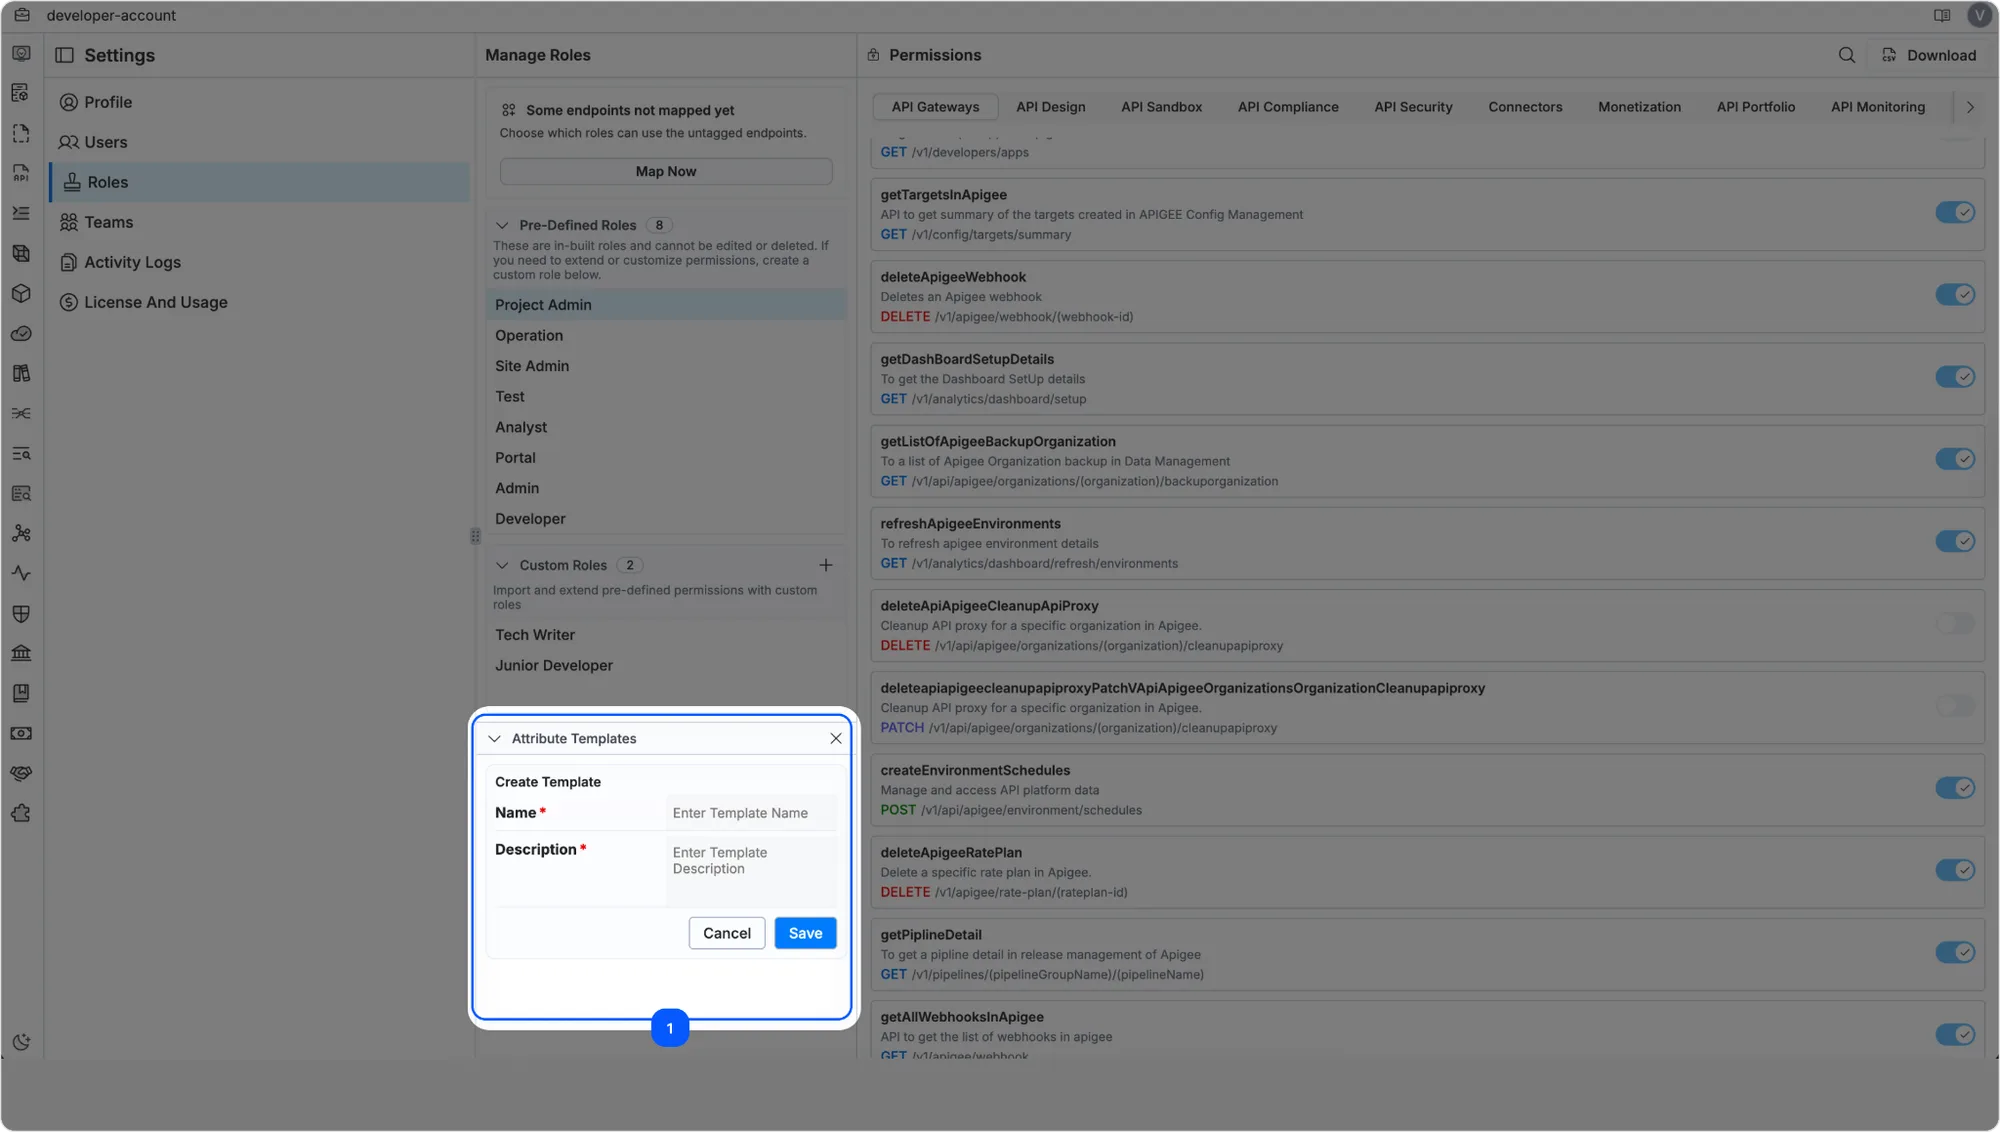 developer-account
V
Settings
Profile
Users
Roles
Teams
Activity Logs
License And Usage
API
Manage Roles
Some endpoints not mapped yet
Choose which roles can use the untagged endpoints.
Map Now
Pre-Defined Roles 8
These are in-built roles and cannot be edited or deleted. If
you need to extend or customize permissions, create a
custom role below.
Project Admin
Operation
Site Admin
Test
Analyst
Portal
Admin
Developer
Custom Roles 2
Import and extend pre-defined permissions with custom
roles
Tech Writer
Junior Developer
Attribute Templates
Create Template
Name * Enter Template Name
Description * Enter Template
Description
Cancel Save
1
Permissions
CSV Download
API Gateways API Design API Sandbox API Compliance API Security Connectors Monetization API Portfolio API Monitoring
GET /v1/developers/apps
getTargetsInApigee
API to get summary of the targets created in APIGEE Config Management
GET /v1/config/targets/summary
deleteApigeeWebhook
Deletes an Apigee webhook
DELETE /v1/apigee/webhook/(webhook-id)
getDashBoardSetupDetails
To get the Dashboard SetUp details
GET /v1/analytics/dashboard/setup
getListOfApigeeBackupOrganization
To a list of Apigee Organization backup in Data Management
GET /v1/api/apigee/organizations/(organization)/backuporganization
refreshApigeeEnvironments
To refresh apigee environment details
GET /v1/analytics/dashboard/refresh/environments
deleteApiApigeeCleanupApiProxy
Cleanup API proxy for a specific organization in Apigee.
DELETE /v1/api/apigee/organizations/(organization)/cleanupapiproxy
deleteapiapigeecleanupapiproxyPatchVApiApigeeOrganizationsOrganizationCleanupapiproxy
Cleanup API proxy for a specific organization in Apigee.
PATCH /v1/api/apigee/organizations/(organization)/cleanupapiproxy
createEnvironmentSchedules
Manage and access API platform data
POST /v1/api/apigee/environment/schedules
deleteApigeeRatePlan
Delete a specific rate plan in Apigee.
DELETE /v1/apigee/rate-plan/(rateplan-id)
getPiplineDetail
To get a pipline detail in release management of Apigee
GET /v1/pipelines/(pipelineGroupName)/(pipelineName)
getAllWebhooksInApigee
API to get the list of webhooks in apigee
GET /v1/apigee/webhook